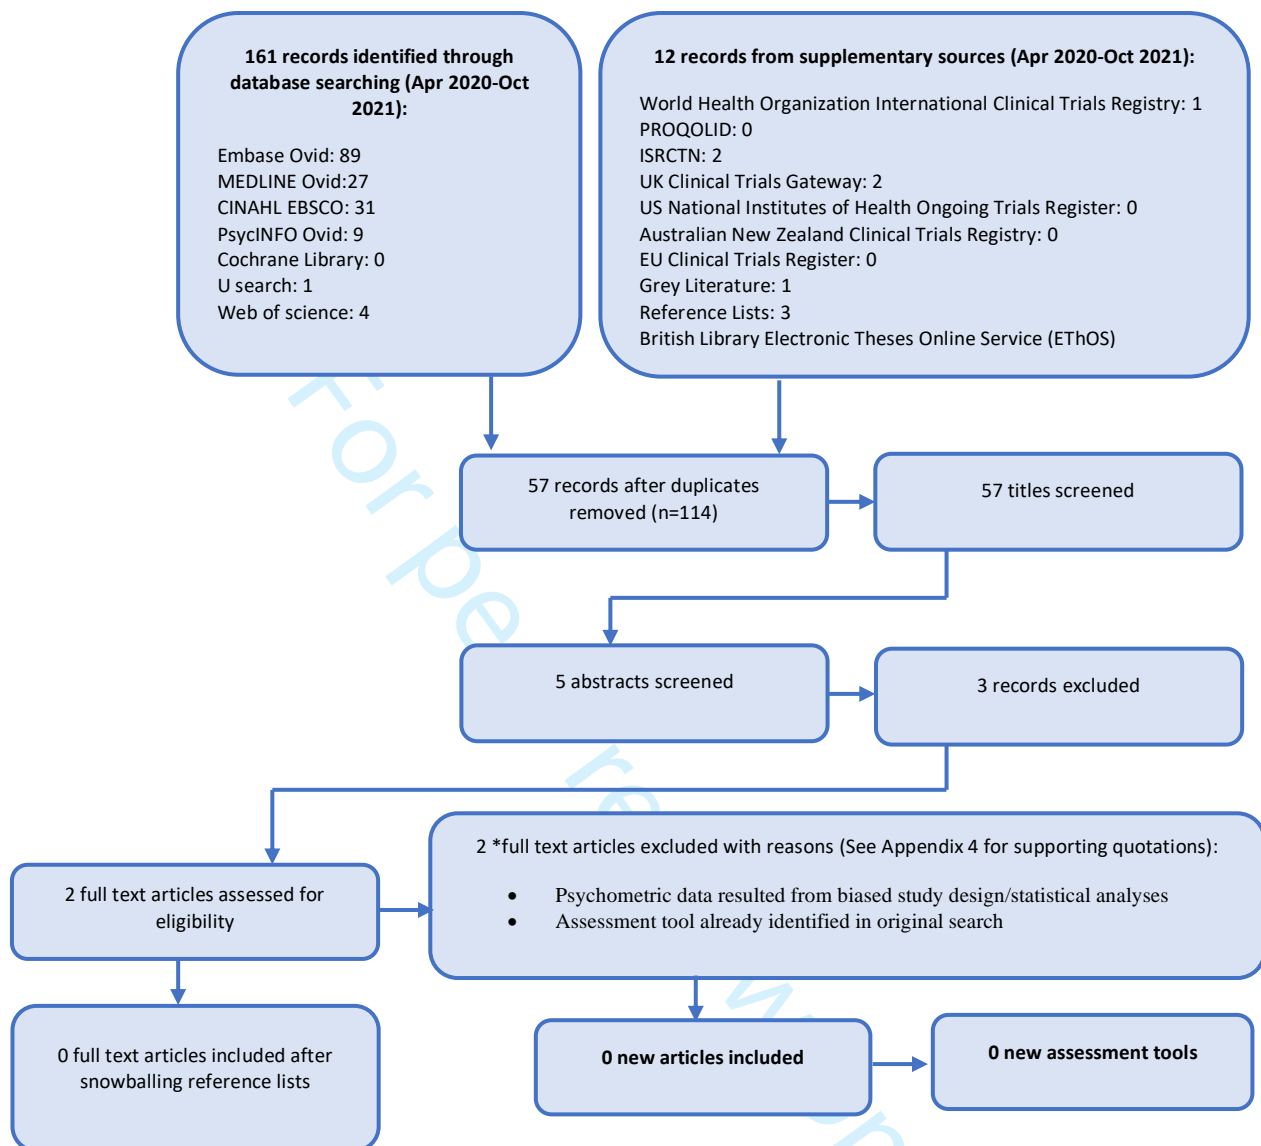 161 records identified through
database searching (Apr 2020-Oct
2021):
Embase Ovid: 89
MEDLINE Ovid:27
CINAHL EBSCO: 31
PsycINFO Ovid: 9
Cochrane Library: 0
U search: 1
Web of science: 4
12 records from supplementary sources (Apr 2020-Oct 2021):
World Health Organization International Clinical Trials Registry: 1
PROQOLID: 0
ISRCTN: 2
UK Clinical Trials Gateway: 2
US National Institutes of Health Ongoing Trials Register: 0
Australian New Zealand Clinical Trials Registry: 0
EU Clinical Trials Register: 0
Grey Literature: 1
Reference Lists: 3
British Library Electronic Theses Online Service (EThOS)
57 records after duplicates
removed (n=114)
57 titles screened
5 abstracts screened
3 records excluded
2 full text articles assessed for
eligibility
2 *full text articles excluded with reasons (See Appendix 4 for supporting quotations):
• Psychometric data resulted from biased study design/statistical analyses
• Assessment tool already identified in original search
0 full text articles included after
snowballing reference lists
0 new articles included
0 new assessment tools
For pe